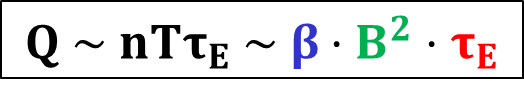 Q ~ nTτ_E ~ β · B² · τ_E